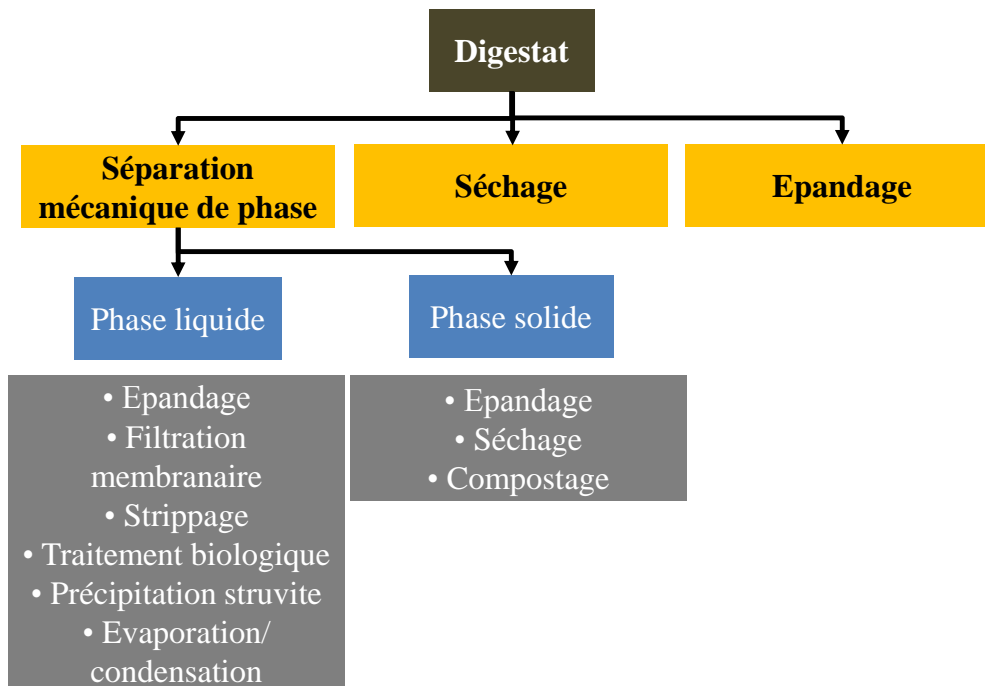 Digestat
Séparation
mécanique de phase
Séchage
Epandage
Phase liquide
Phase solide
• Epandage
• Filtration
membranaire
• Strippage
• Traitement biologique
• Précipitation struvite
• Evaporation/
condensation
• Epandage
• Séchage
• Compostage